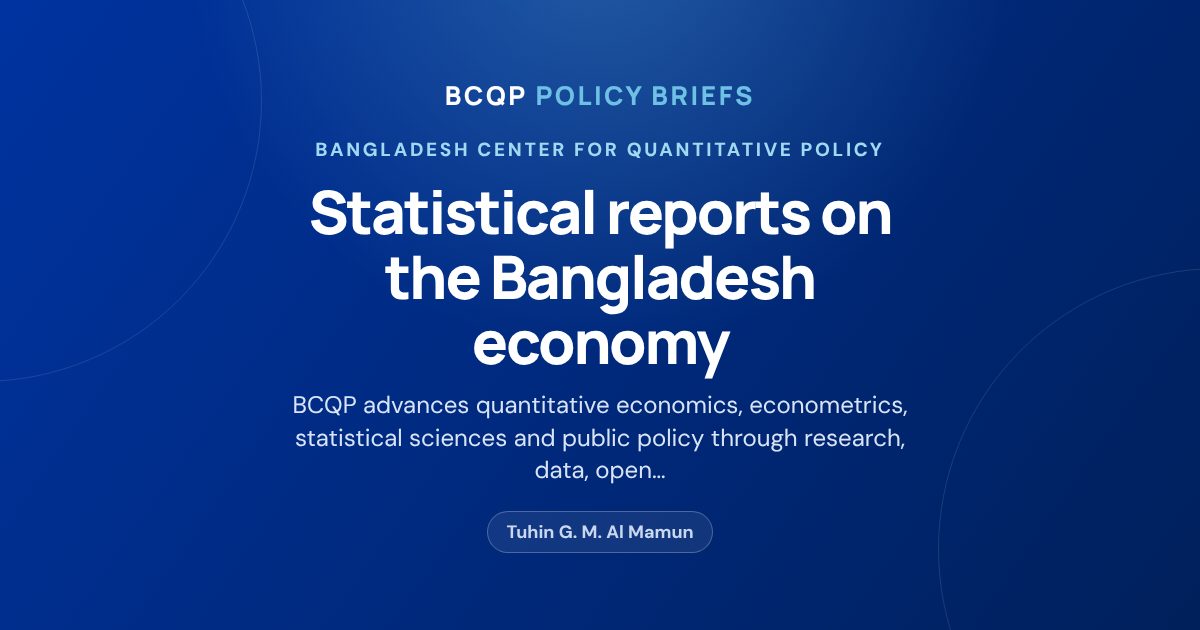 BCQP POLICY BRIEFS
BANGLADESH CENTER FOR QUANTITATIVE POLICY
Statistical reports on
the Bangladesh
economy
BCQP advances quantitative economics, econometrics,
statistical sciences and public policy through research,
data, open...
Tuhin G. M. Al Mamun